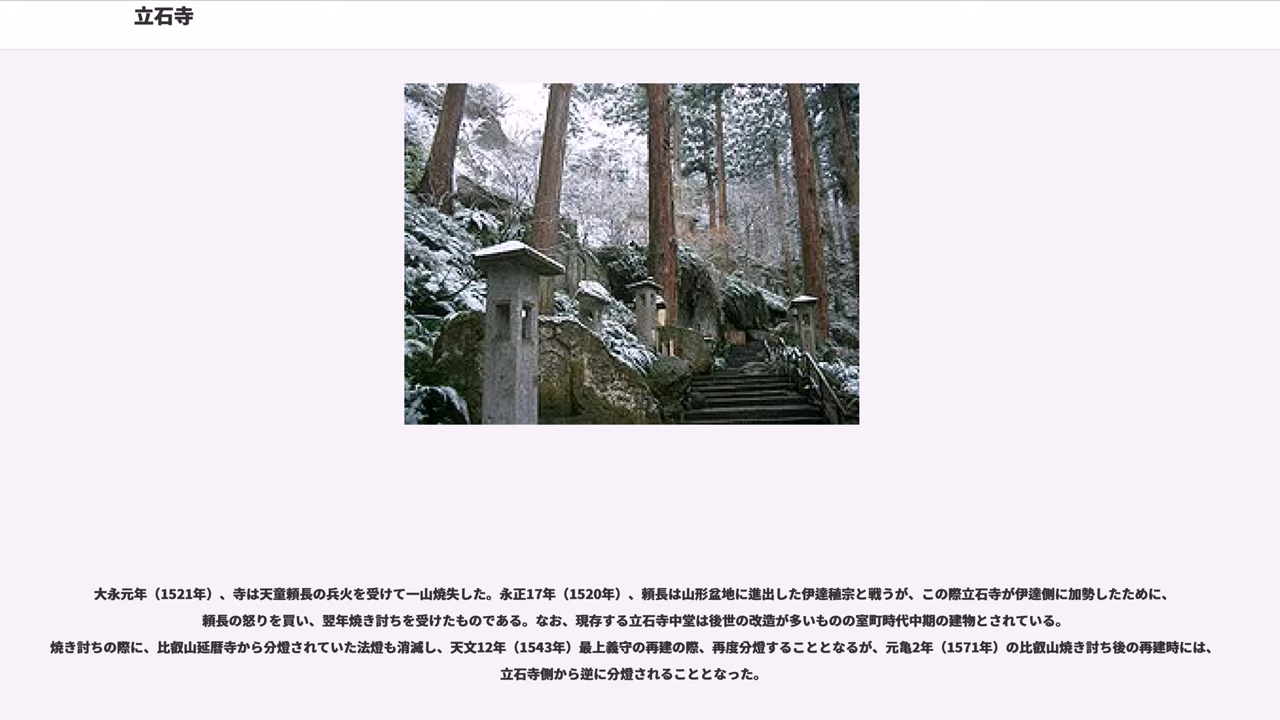 立石寺
大永元年（1521年）、寺は天童頼長の兵火を受けて一山焼失した。永正17年（1520年）、頼長は山形盆地に進出した伊達稙宗と戦うが、この際立石寺が伊達側に加勢したために、
頼長の怒りを買い、翌年焼き討ちを受けたものである。なお、現存する立石寺中堂は後世の改造が多いものの室町時代中期の建物とされている。
焼き討ちの際に、比叡山延暦寺から分燈されていた法燈も消滅し、天文12年（1543年）最上義守の再建の際、再度分燈することとなるが、元亀2年（1571年）の比叡山焼き討ち後の再建時には、
立石寺側から逆に分燈されることとなった。